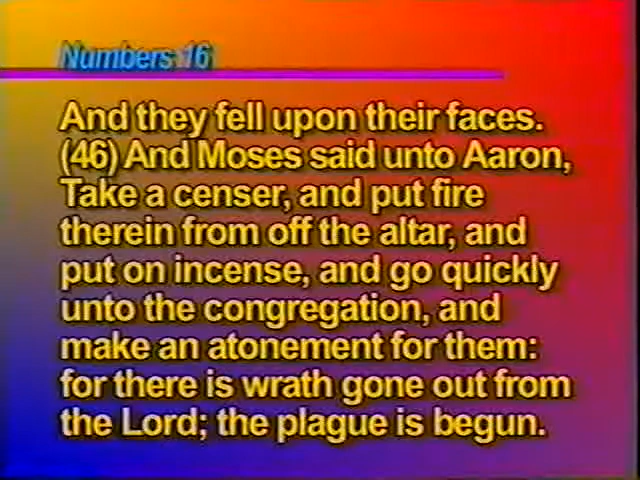 Numbers 16
And they fell upon their faces.
(46) And Moses said unto Aaron,
Take a censer, and put fire
therein from off the altar, and
put on incense, and go quickly
unto the congregation, and
make an atonement for them:
for there is wrath gone out from
the Lord; the plague is begun.